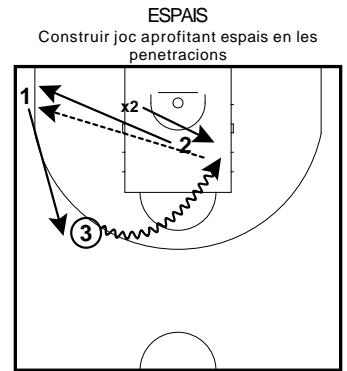 ESPAIS
Construir joc aprofitant espais en les
penetracions
1
x2
2
3